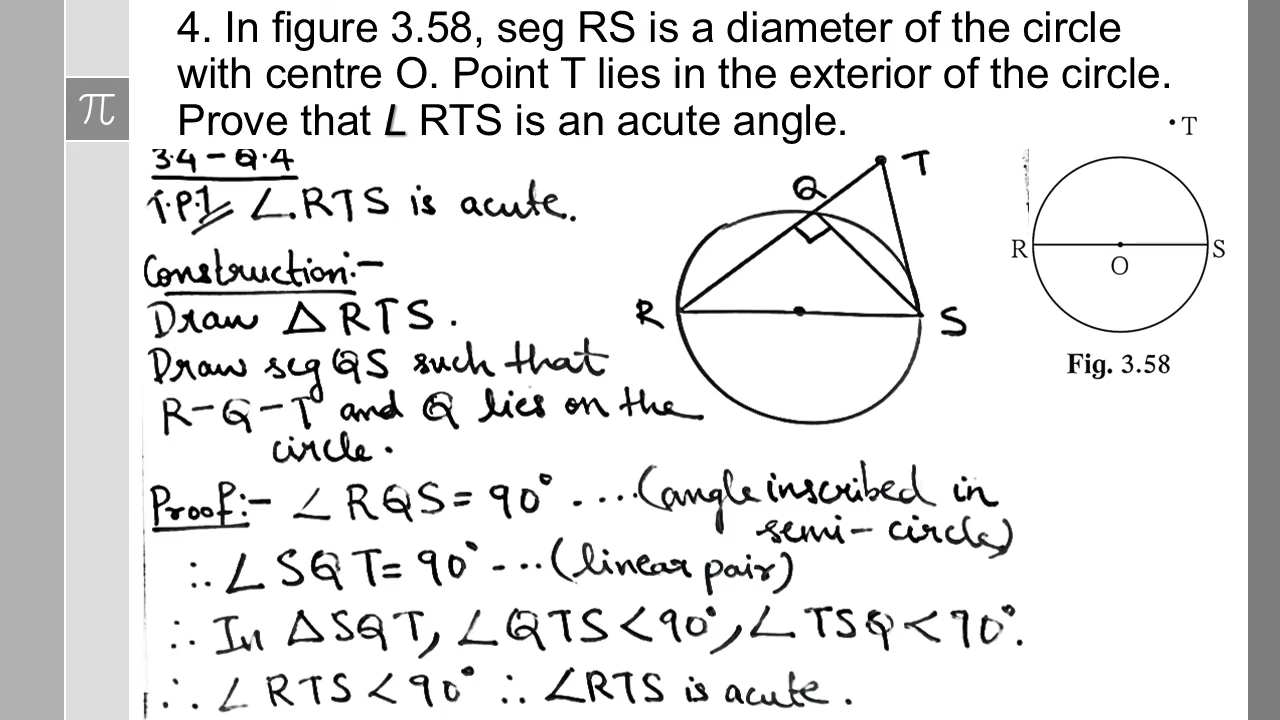 4. In figure 3.58, seg RS is a diameter of the circle
with centre O. Point T lies in the exterior of the circle.
Prove that ∠ RTS is an acute angle.
π
3.4 - Q.4
T.P.T ∠.RTS is acute.
Construction:-
Draw △RTS.
Draw seg QS such that
R-Q-T and Q lies on the
circle.
Proof:- ∠RQS = 90° ....(angle inscribed in
semi-circle)
∴ ∠SQT = 90° ....(linear pair)
∴ In △SQT, ∠QTS < 90°, ∠TSQ < 90°.
∴ ∠RTS < 90° ∴ ∠RTS is acute.
Q
T
R
S
T
R
S
O
Fig. 3.58